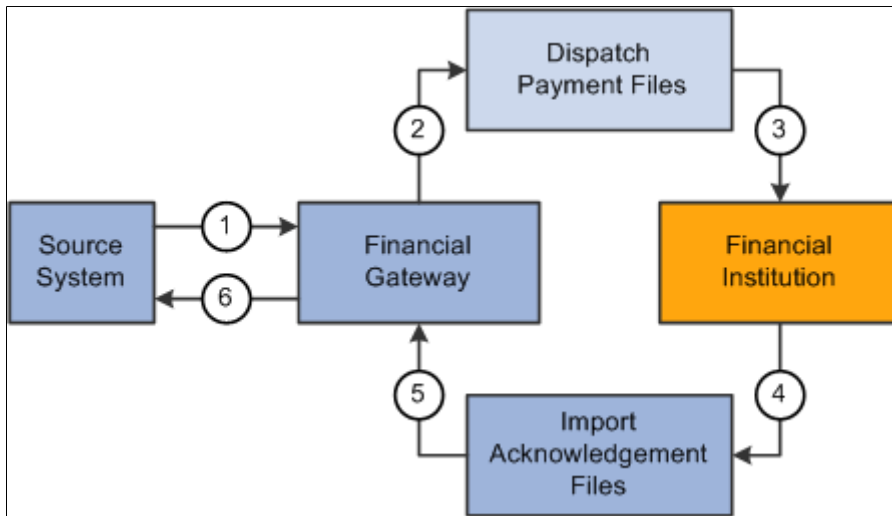 Dispatch
Payment Files
2
3
Source
System
1
6
Financial
Gateway
Financial
Institution
5
4
Import
Acknowledgement
Files